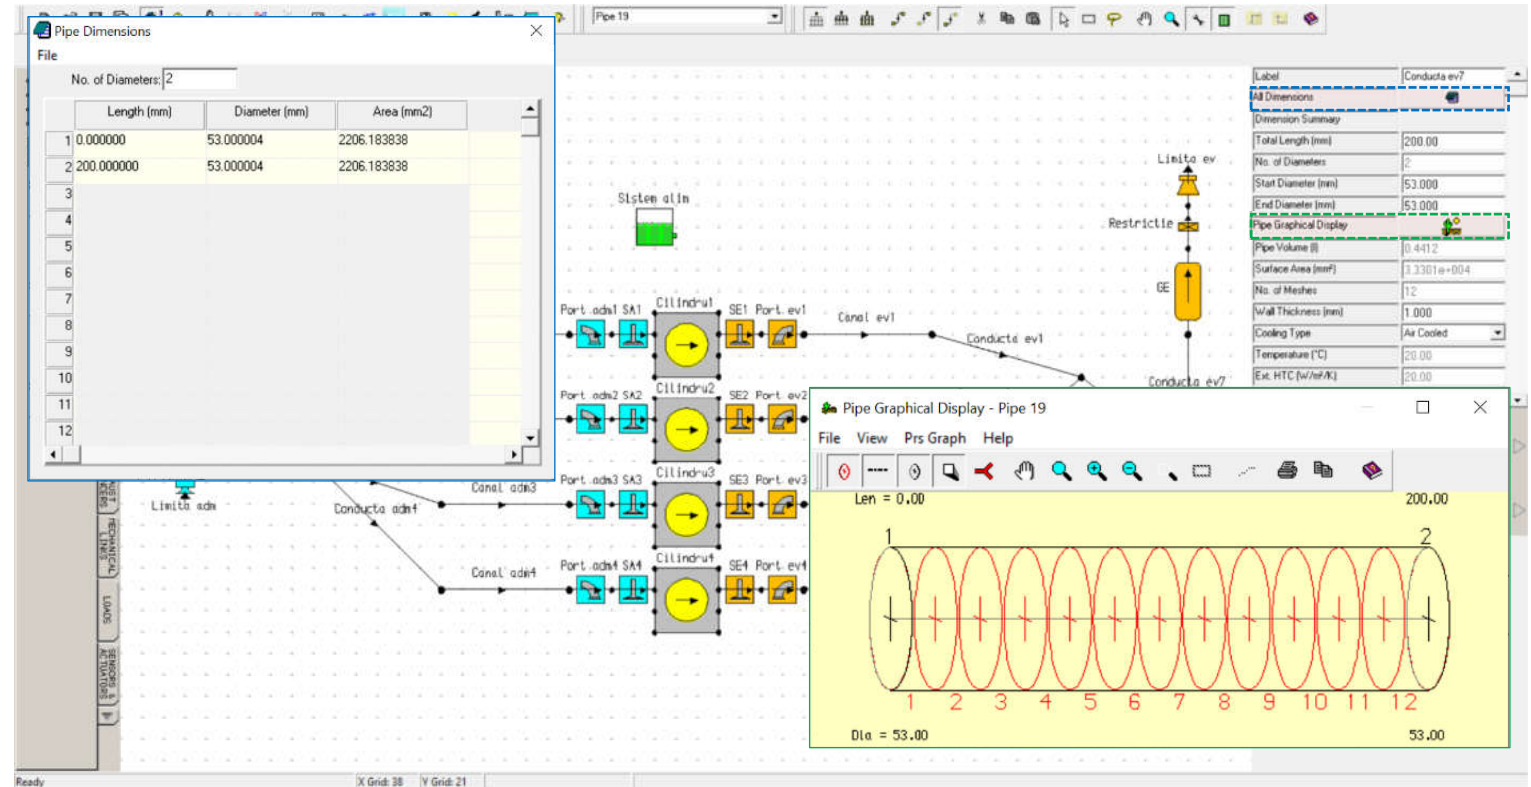 Pipe 19
Pipe Dimensions
File
No. of Diameters: 2
Length (mm) Diameter (mm) Area (mm2)
1 0.000000 53.000004 2206.183838
2 200.000000 53.000004 2206.183838
3
4
5
6
7
8
9
10
11
12
Label Conducta ev7
All Dimensions
Dimension Summary
Total Length (mm) 200.00
No. of Diameters 2
Start Diameter (mm) 53.000
End Diameter (mm) 53.000
Pipe Graphical Display
Pipe Volume (l) 0.4412
Surface Area (mm²) 3.3301e+004
No. of Meshes 12
Wall Thickness (mm) 1.000
Cooling Type Air Cooled
Temperature (°C) 20.00
Ext. HTC (W/m²/K) 20.00
Limita ev
Restrictie
GE
Conducta ev7
Sistem alim
Port.adm1 SA1 Cilindru1 SE1 Port.ev1
Canal ev1
Conducta ev1
Port.adm2 SA2 Cilindru2 SE2 Port.ev2
Port.adm3 SA3 Cilindru3 SE3 Port.ev3
Canal adm3
Limita adm
Conducta adm4
Port.adm4 SA4 Cilindru4 SE4 Port.ev4
Canal adm4
MECHANICAL LINKS
LOADS
SENSORS & ACTUATORS
Pipe Graphical Display - Pipe 19
File View Prs Graph Help
Len = 0.00 200.00
1 2
1 2 3 4 5 6 7 8 9 10 11 12
Dia = 53.00 53.00
Ready X Grid: 38 Y Grid: 21